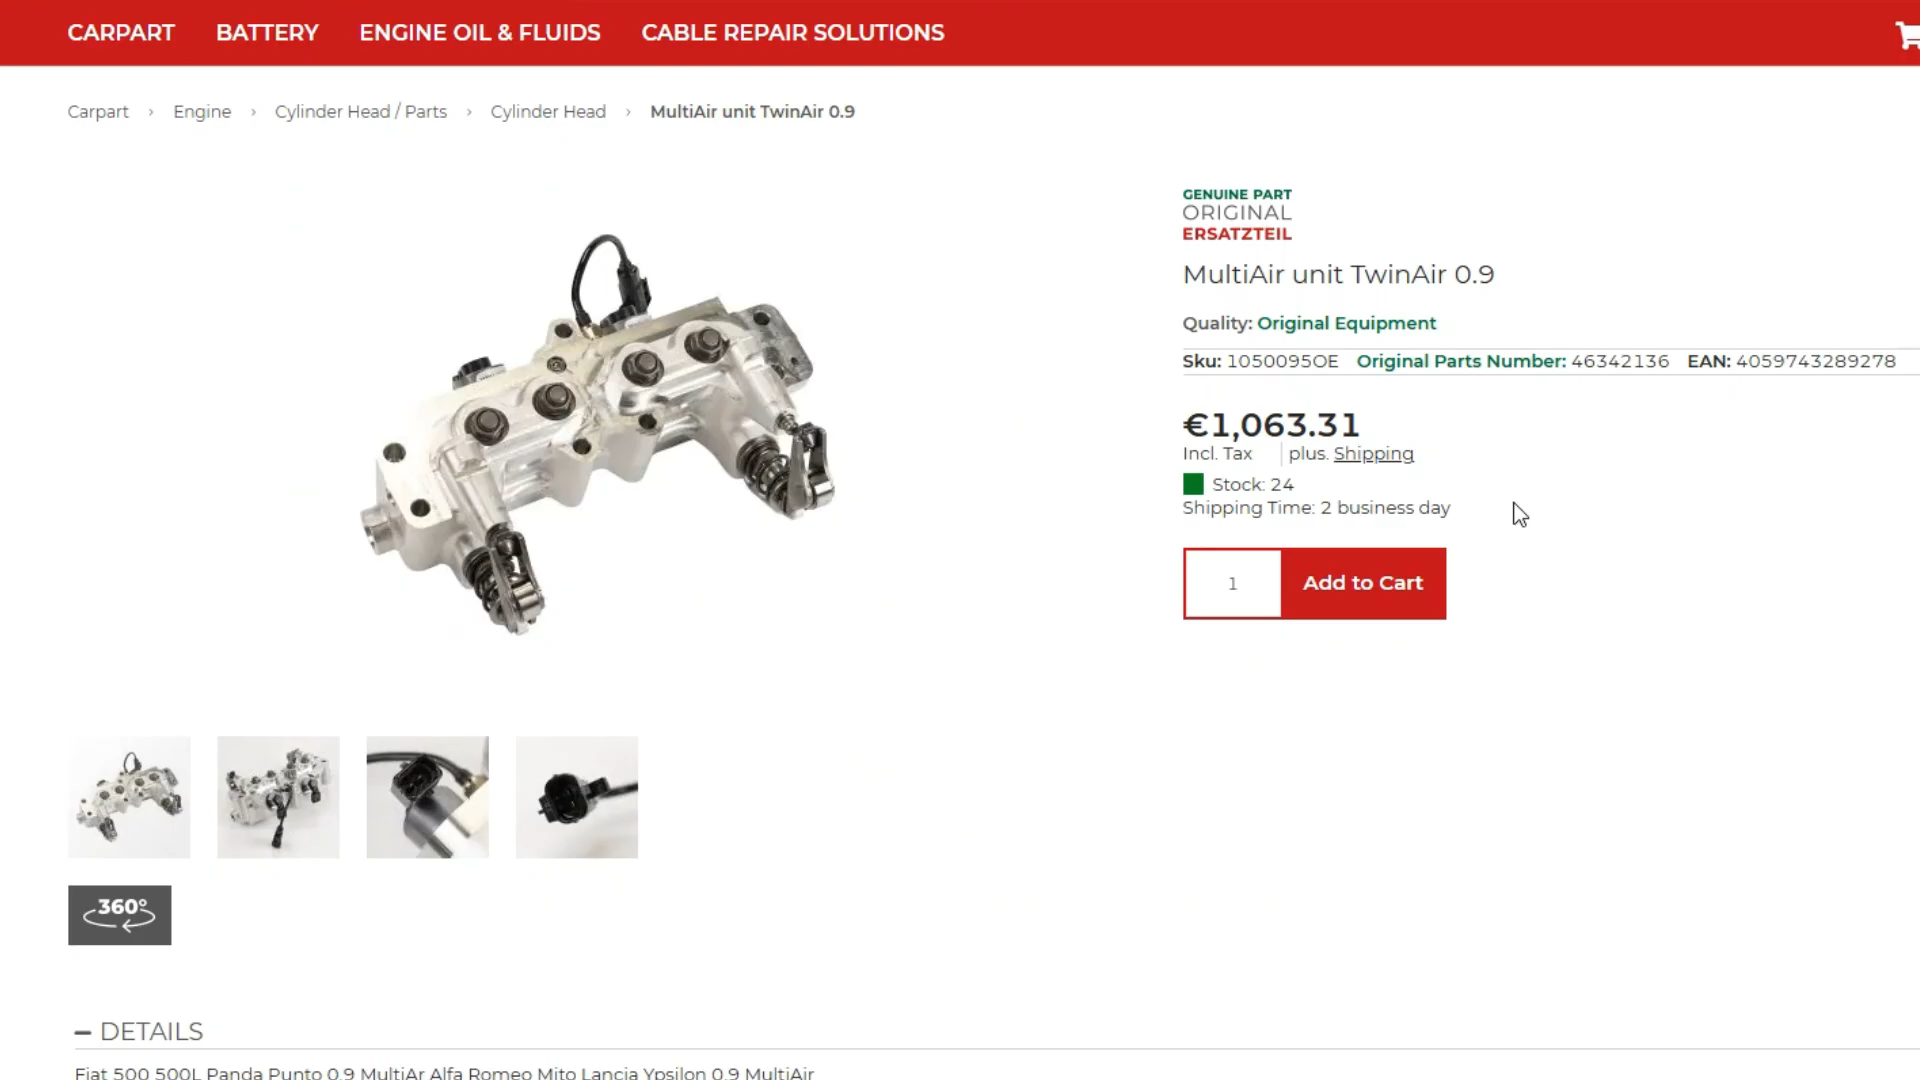 CARPART BATTERY ENGINE OIL & FLUIDS CABLE REPAIR SOLUTIONS
Carpart › Engine › Cylinder Head / Parts › Cylinder Head › MultiAir unit TwinAir 0.9
GENUINE PART
ORIGINAL
ERSATZTEIL
MultiAir unit TwinAir 0.9
Quality: Original Equipment
Sku: 1050095OE Original Parts Number: 46342136 EAN: 4059743289278
€1,063.31
Incl. Tax plus. Shipping
Stock: 24
Shipping Time: 2 business day
1 Add to Cart
360°
DETAILS
Fiat 500 500L Panda Punto 0.9 MultiAr Alfa Romeo Mito Lancia Ypsilon 0.9 MultiAir